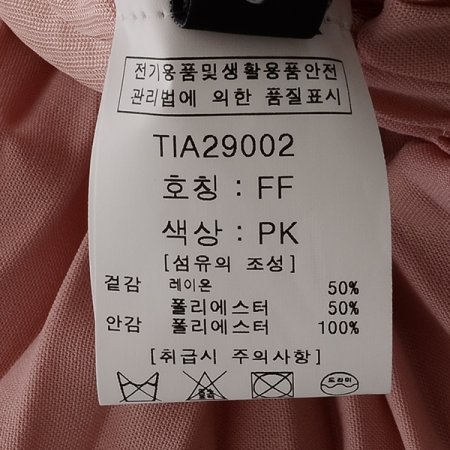 전기용품및생활용품안전
관리법에 의한 품질표시
TIA29002
호칭 : FF
색상 : PK
[섬유의 조성]
겉감 레이온 50%
폴리에스터 50%
안감 폴리에스터 100%
[취급시 주의사항]
드라이